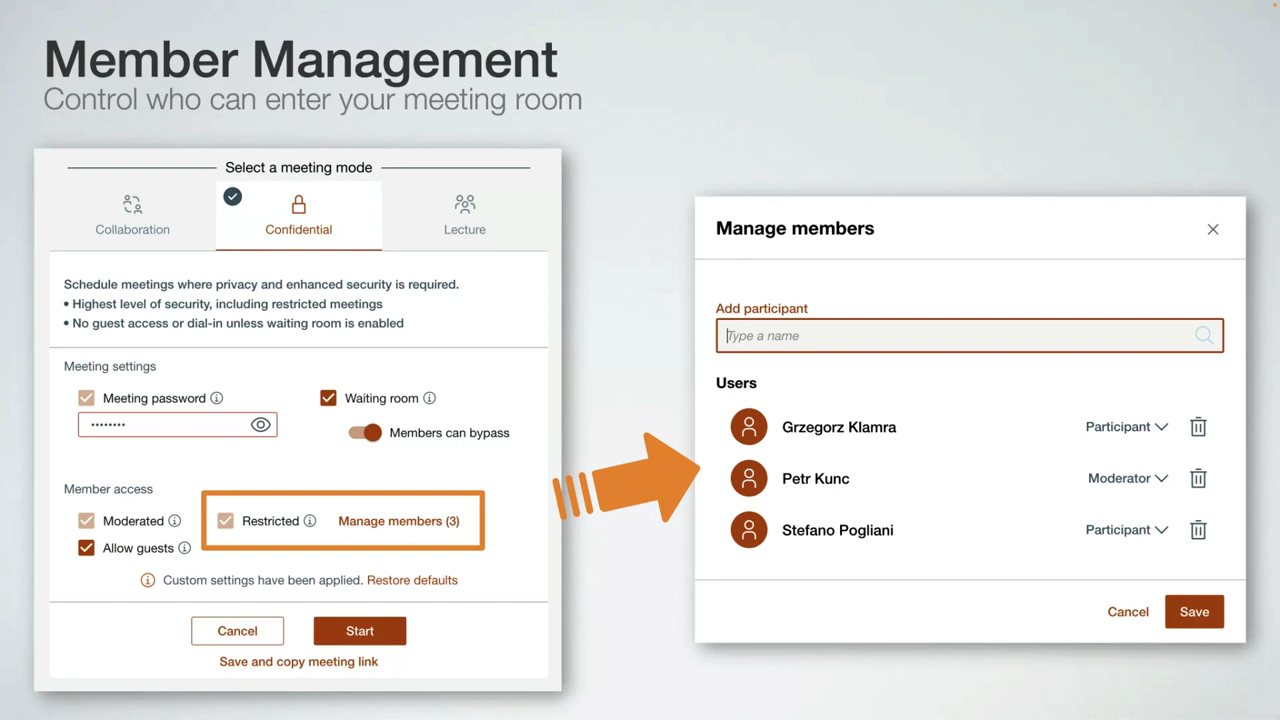 Member Management
Control who can enter your meeting room
Select a meeting mode
Collaboration
Confidential
Lecture
Schedule meetings where privacy and enhanced security is required.
• Highest level of security, including restricted meetings
• No guest access or dial-in unless waiting room is enabled
Meeting settings
Meeting password
Waiting room
••••••••
Members can bypass
Member access
Moderated
Restricted
Manage members (3)
Allow guests
Custom settings have been applied. Restore defaults
Cancel
Start
Save and copy meeting link
Manage members
Add participant
Type a name
Users
Grzegorz Klamra
Participant
Petr Kunc
Moderator
Stefano Pogliani
Participant
Cancel
Save